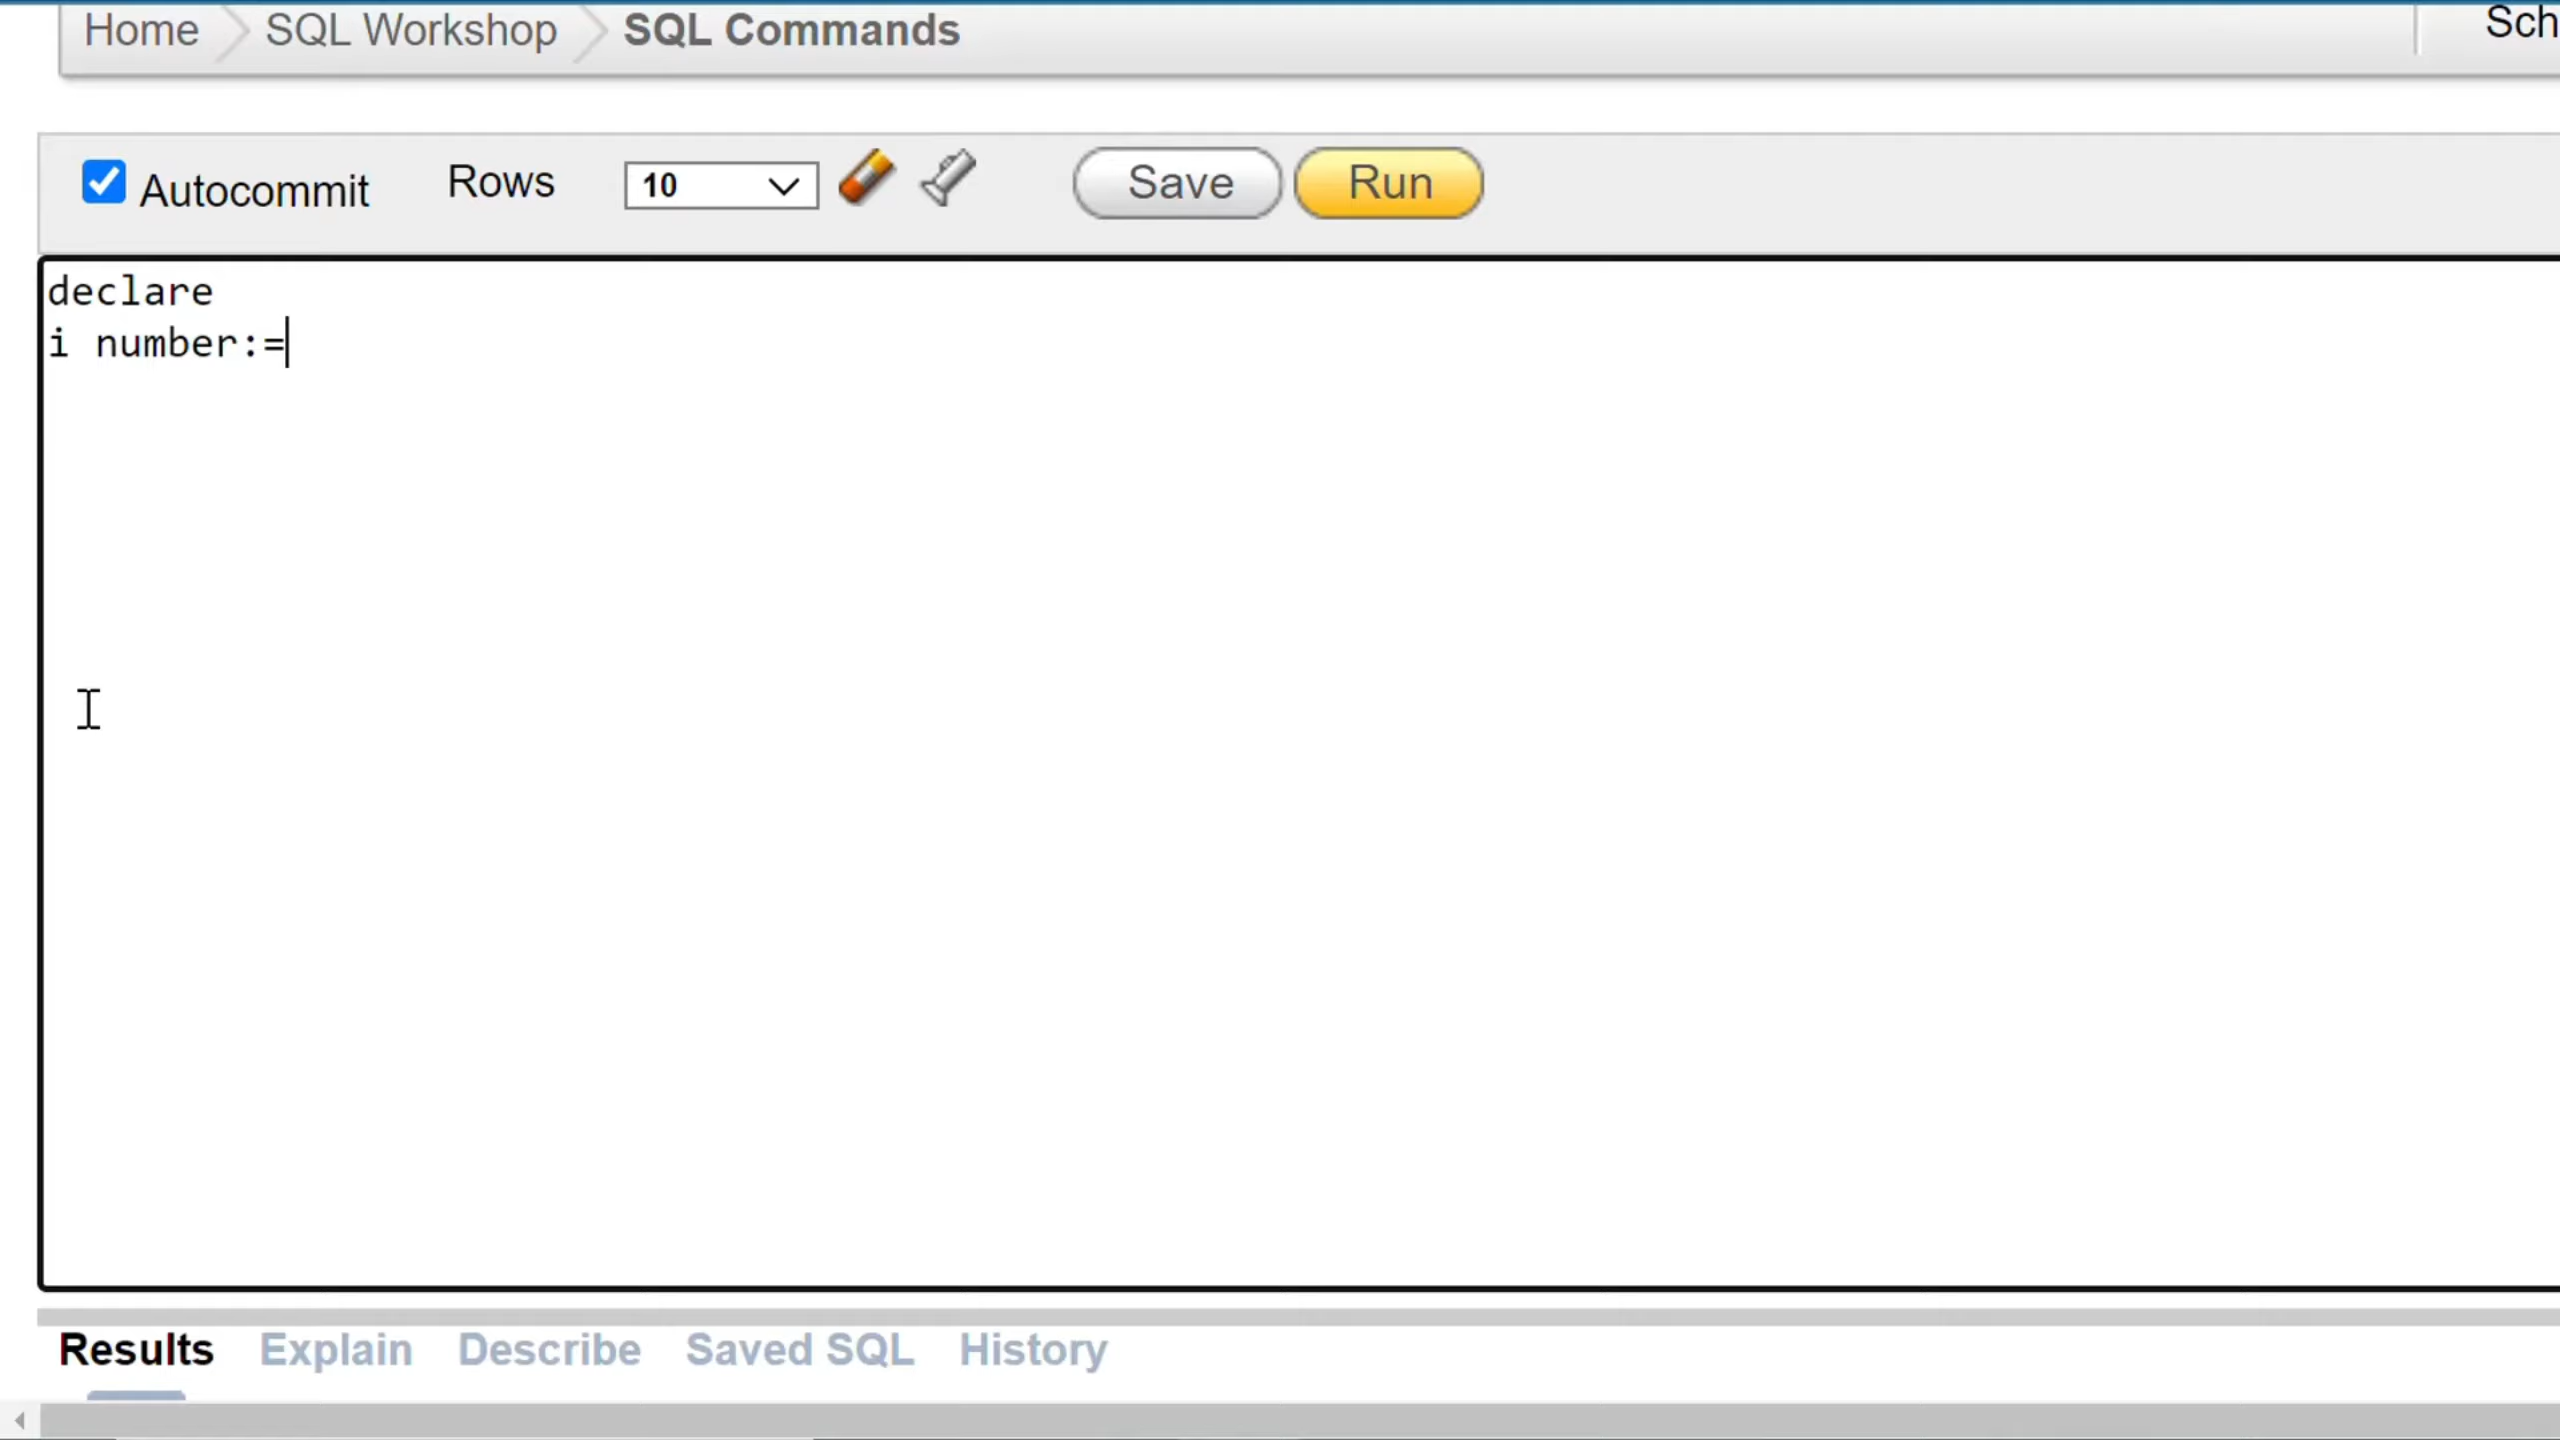 Home SQL Workshop SQL Commands Sch
Autocommit Rows 10 Save Run
declare
i number:=
Results Explain Describe Saved SQL History